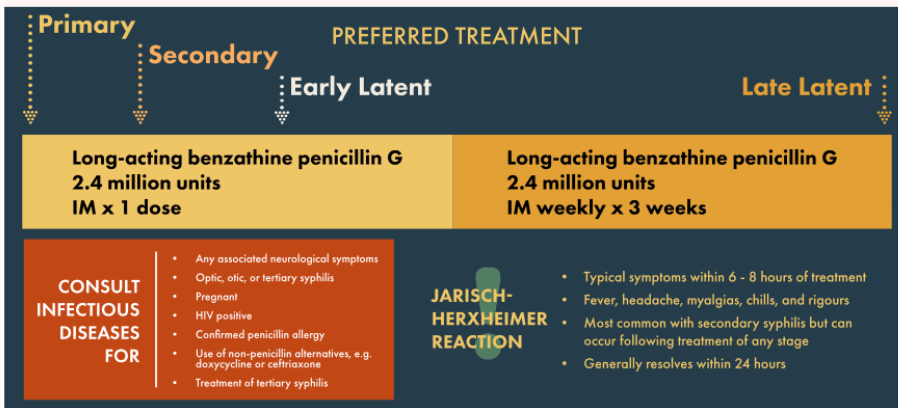 Primary
PREFERRED TREATMENT
Secondary
Early Latent
Late Latent
Long-acting benzathine penicillin G
2.4 million units
IM x 1 dose
Long-acting benzathine penicillin G
2.4 million units
IM weekly x 3 weeks
CONSULT
INFECTIOUS
DISEASES
FOR
• Any associated neurological symptoms
• Optic, otic, or tertiary syphilis
• Pregnant
• HIV positive
• Confirmed penicillin allergy
• Use of non-penicillin alternatives, e.g.
doxycycline or ceftriaxone
• Treatment of tertiary syphilis
!
JARISCH-
HERXHEIMER
REACTION
• Typical symptoms within 6 - 8 hours of treatment
• Fever, headache, myalgias, chills, and rigours
• Most common with secondary syphilis but can
occur following treatment of any stage
• Generally resolves within 24 hours